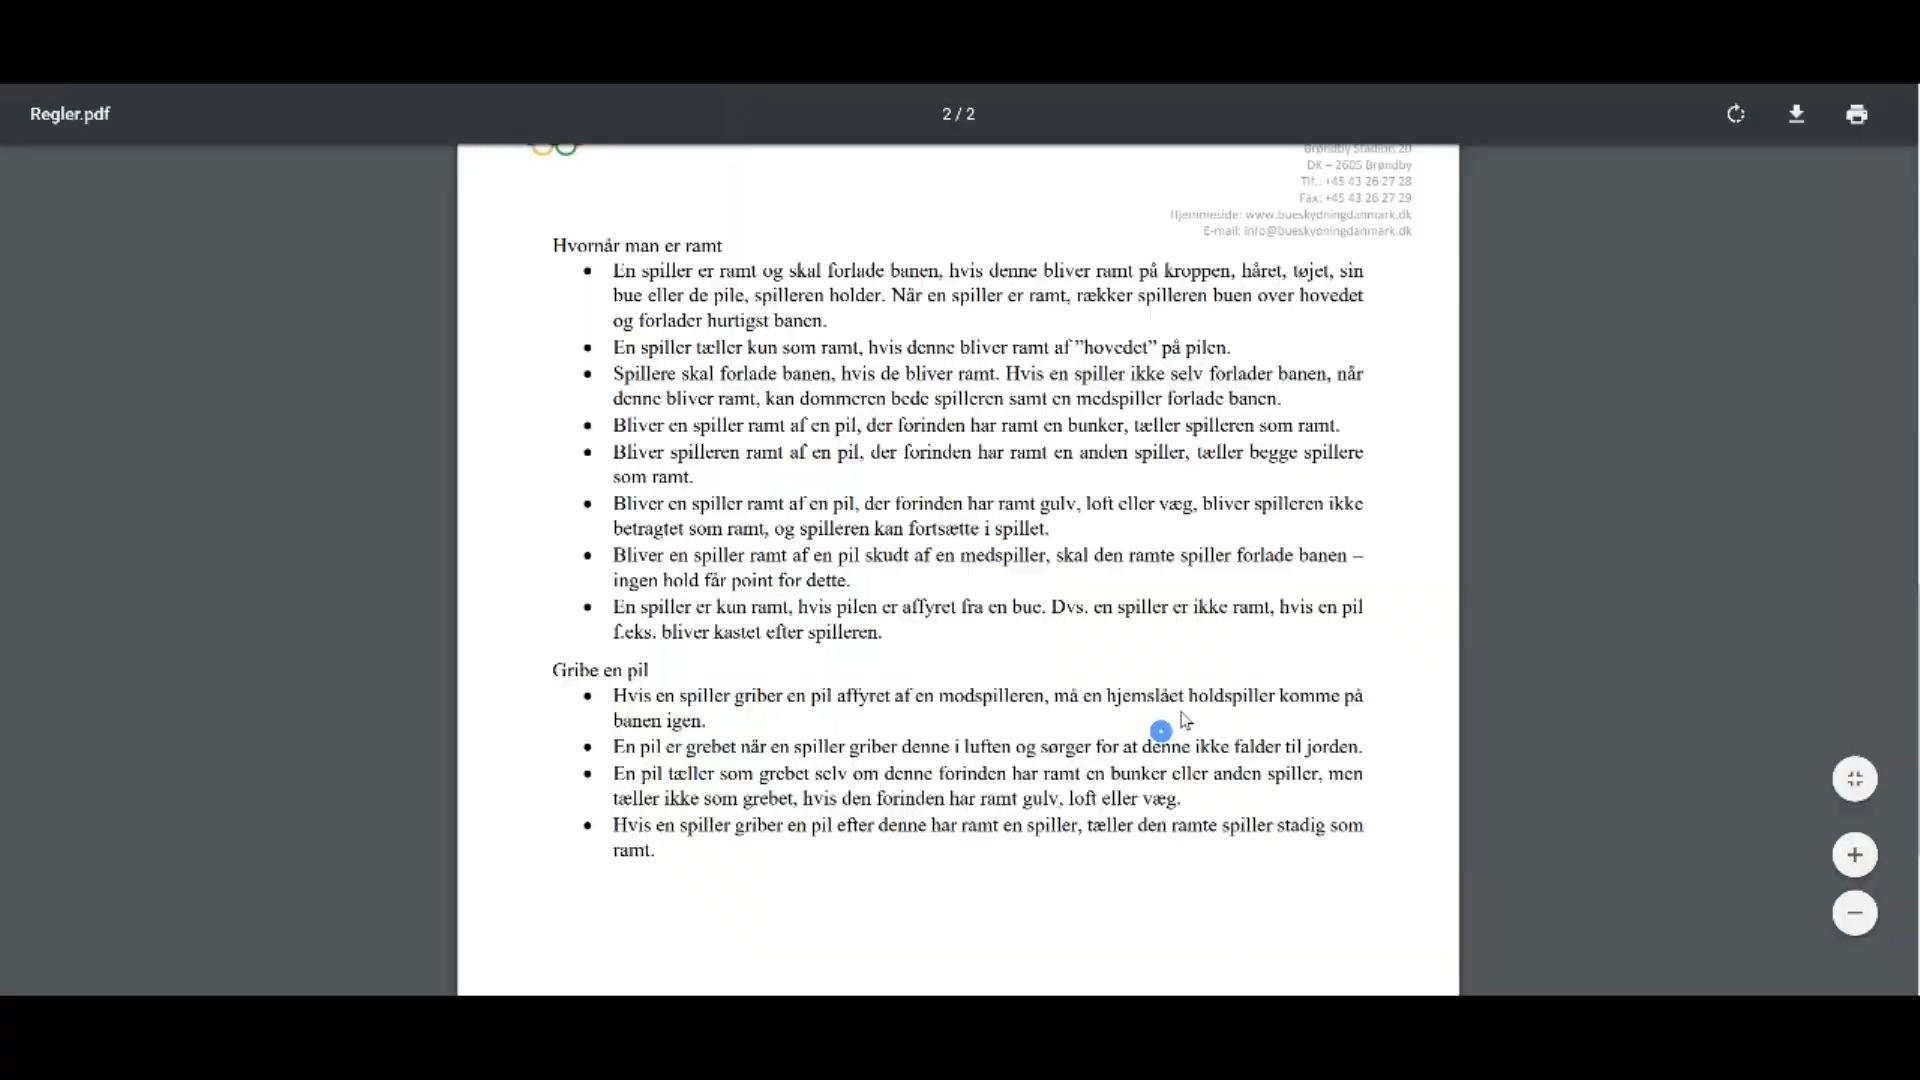 Regler.pdf
2 / 2
Brøndby Stadion 20
DK – 2605 Brøndby
Tlf.: +45 43 26 27 28
Fax: +45 43 26 27 29
Hjemmeside: www.bueskydningdanmark.dk
E-mail: info@bueskydningdanmark.dk
Hvornår man er ramt
• En spiller er ramt og skal forlade banen, hvis denne bliver ramt på kroppen, håret, tøjet, sin
bue eller de pile, spilleren holder. Når en spiller er ramt, rækker spilleren buen over hovedet
og forlader hurtigst banen.
• En spiller tæller kun som ramt, hvis denne bliver ramt af ”hovedet” på pilen.
• Spillere skal forlade banen, hvis de bliver ramt. Hvis en spiller ikke selv forlader banen, når
denne bliver ramt, kan dommeren bede spilleren samt en medspiller forlade banen.
• Bliver en spiller ramt af en pil, der forinden har ramt en bunker, tæller spilleren som ramt.
• Bliver spilleren ramt af en pil, der forinden har ramt en anden spiller, tæller begge spillere
som ramt.
• Bliver en spiller ramt af en pil, der forinden har ramt gulv, loft eller væg, bliver spilleren ikke
betragtet som ramt, og spilleren kan fortsætte i spillet.
• Bliver en spiller ramt af en pil skudt af en medspiller, skal den ramte spiller forlade banen –
ingen hold får point for dette.
• En spiller er kun ramt, hvis pilen er affyret fra en bue. Dvs. en spiller er ikke ramt, hvis en pil
f.eks. bliver kastet efter spilleren.
Gribe en pil
• Hvis en spiller griber en pil affyret af en modspilleren, må en hjemslået holdspiller komme på
banen igen.
• En pil er grebet når en spiller griber denne i luften og sørger for at denne ikke falder til jorden.
• En pil tæller som grebet selv om denne forinden har ramt en bunker eller anden spiller, men
tæller ikke som grebet, hvis den forinden har ramt gulv, loft eller væg.
• Hvis en spiller griber en pil efter denne har ramt en spiller, tæller den ramte spiller stadig som
ramt.